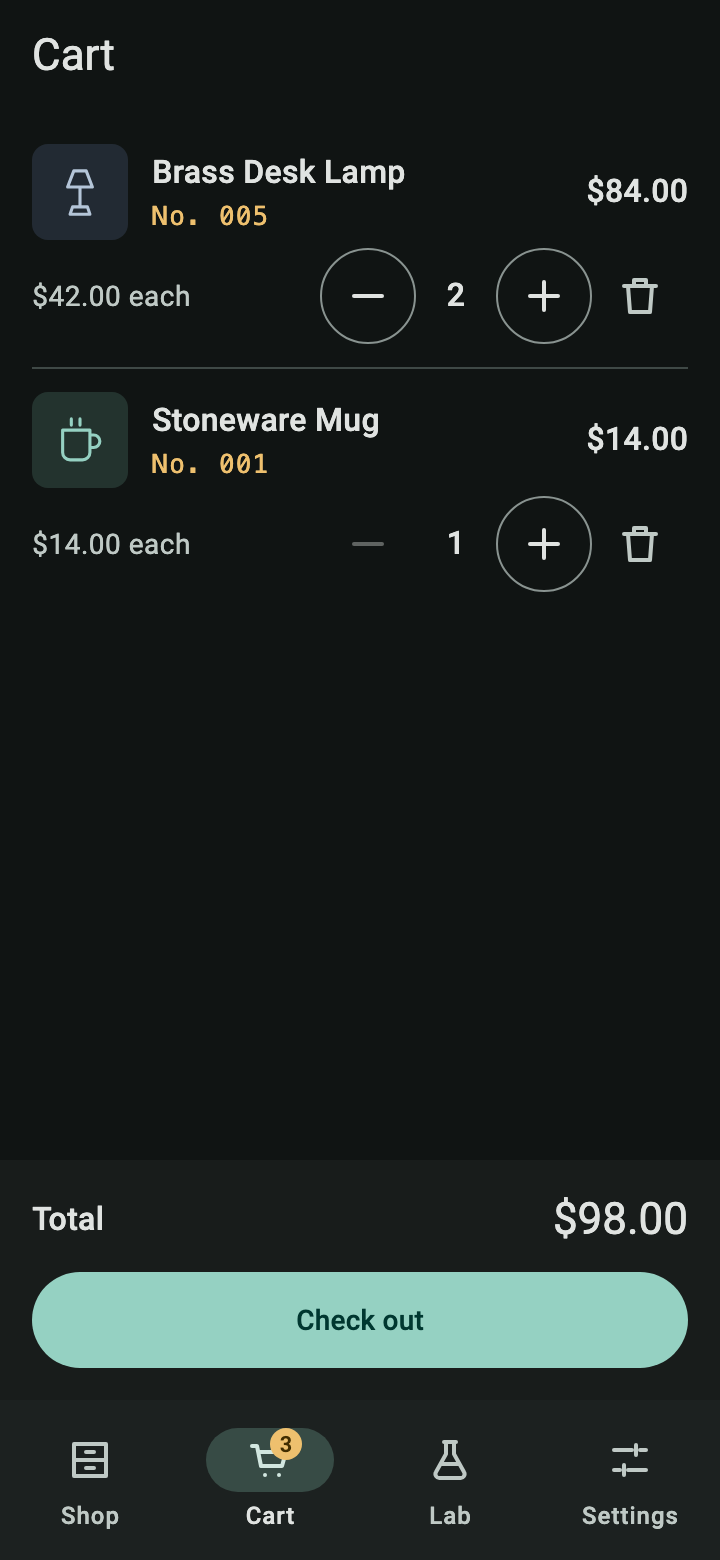 Cart
Brass Desk Lamp
No. 005
$84.00
$42.00 each
2
Stoneware Mug
No. 001
$14.00
$14.00 each
1
Total
$98.00
Check out
3
Shop
Cart
Lab
Settings